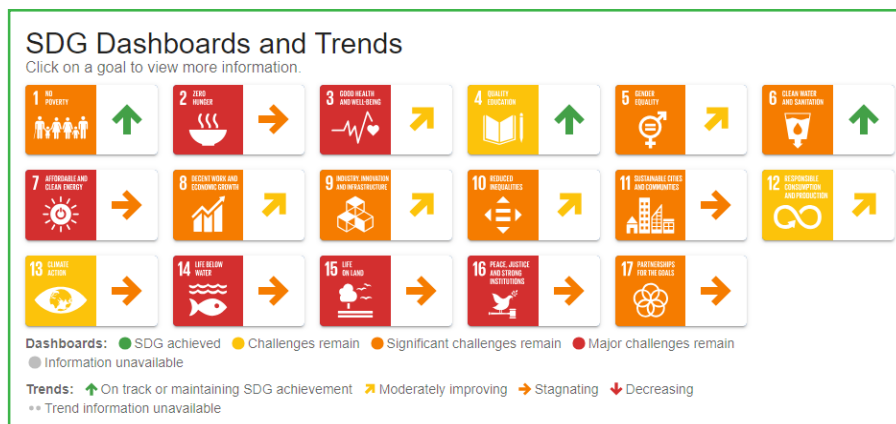 SDG Dashboards and Trends
Click on a goal to view more information.
1 NO POVERTY
2 ZERO HUNGER
3 GOOD HEALTH AND WELL-BEING
4 QUALITY EDUCATION
5 GENDER EQUALITY
6 CLEAN WATER AND SANITATION
7 AFFORDABLE AND CLEAN ENERGY
8 DECENT WORK AND ECONOMIC GROWTH
9 INDUSTRY, INNOVATION AND INFRASTRUCTURE
10 REDUCED INEQUALITIES
11 SUSTAINABLE CITIES AND COMMUNITIES
12 RESPONSIBLE CONSUMPTION AND PRODUCTION
13 CLIMATE ACTION
14 LIFE BELOW WATER
15 LIFE ON LAND
16 PEACE, JUSTICE AND STRONG INSTITUTIONS
17 PARTNERSHIPS FOR THE GOALS
Dashboards: SDG achieved Challenges remain Significant challenges remain Major challenges remain
Information unavailable
Trends: On track or maintaining SDG achievement Moderately improving Stagnating Decreasing
Trend information unavailable